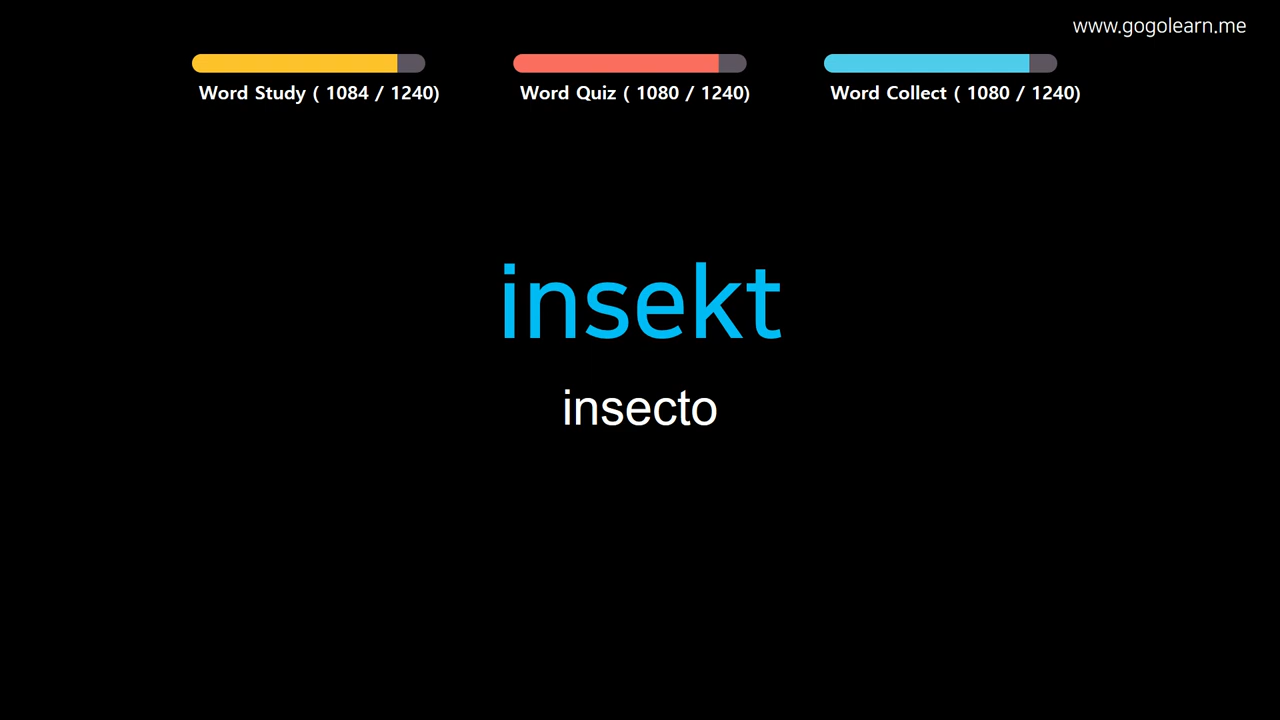 www.gogolearn.me
Word Study ( 1084 / 1240)
Word Quiz ( 1080 / 1240)
Word Collect ( 1080 / 1240)
insekt
insecto